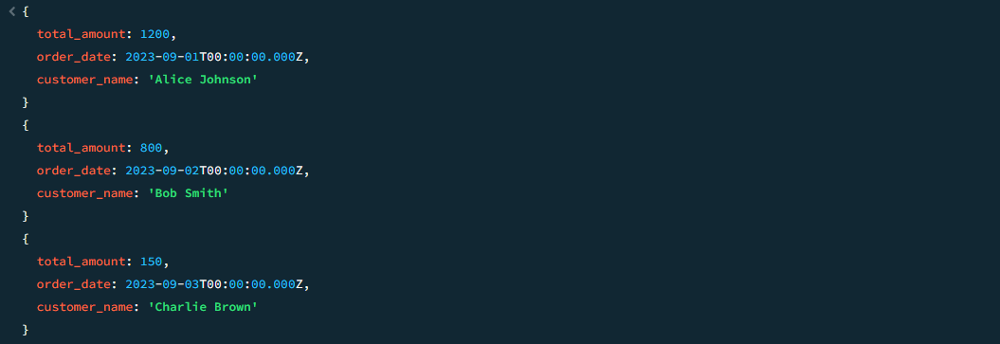 {
total_amount: 1200,
order_date: 2023-09-01T00:00:00.000Z,
customer_name: 'Alice Johnson'
}
{
total_amount: 800,
order_date: 2023-09-02T00:00:00.000Z,
customer_name: 'Bob Smith'
}
{
total_amount: 150,
order_date: 2023-09-03T00:00:00.000Z,
customer_name: 'Charlie Brown'
}